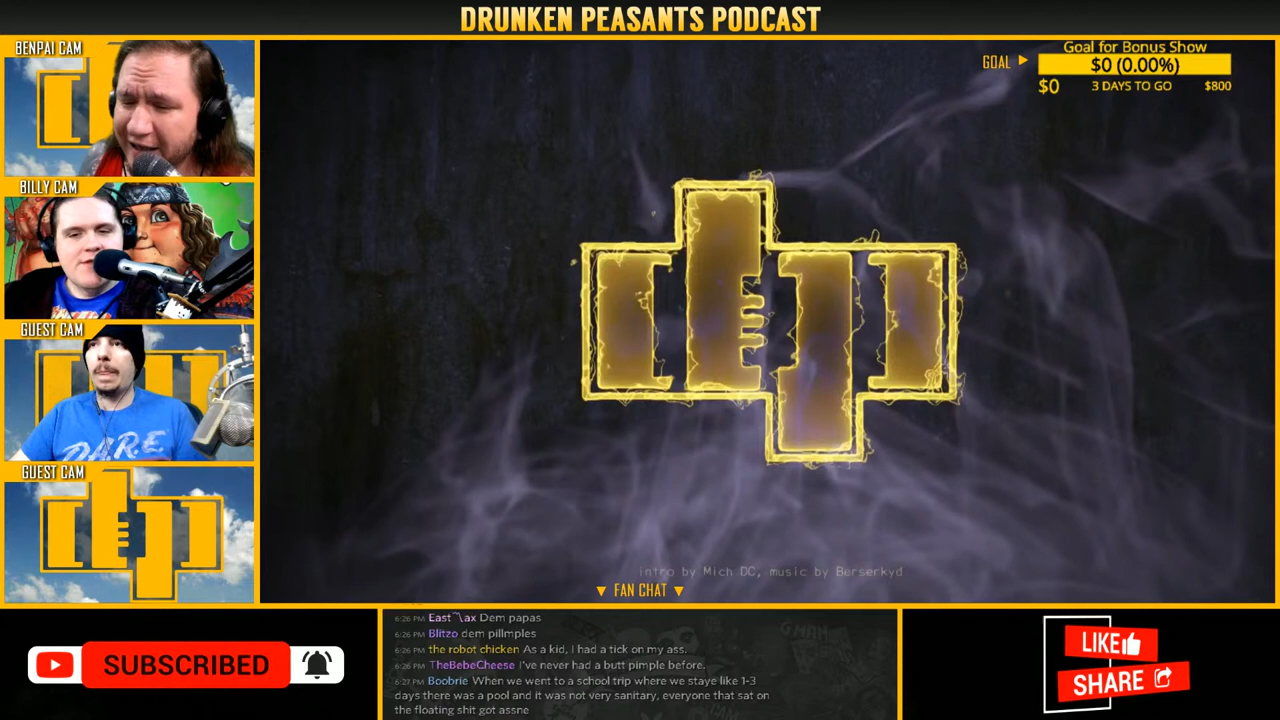 DRUNKEN PEASANTS PODCAST
BENPAI CAM
BILLY CAM
GUEST CAM
D.A.R.E.
GUEST CAM
Goal for Bonus Show
GOAL
$0 (0.00%)
$0 3 DAYS TO GO $800
intro by Mich DC, music by Berserkyd
▼ FAN CHAT ▼
6:26 PM East~\ax Dem papas
6:26 PM Blitzo dem pillmples
6:26 PM the robot chicken As a kid, I had a tick on my ass.
6:26 PM TheBebeCheese I've never had a butt pimple before.
6:27 PM Boobrie When we went to a school trip where we staye like 1-3
days there was a pool and it was not very sanitary, everyone that sat on
the floating shit got assne
SUBSCRIBED
LIKE
SHARE